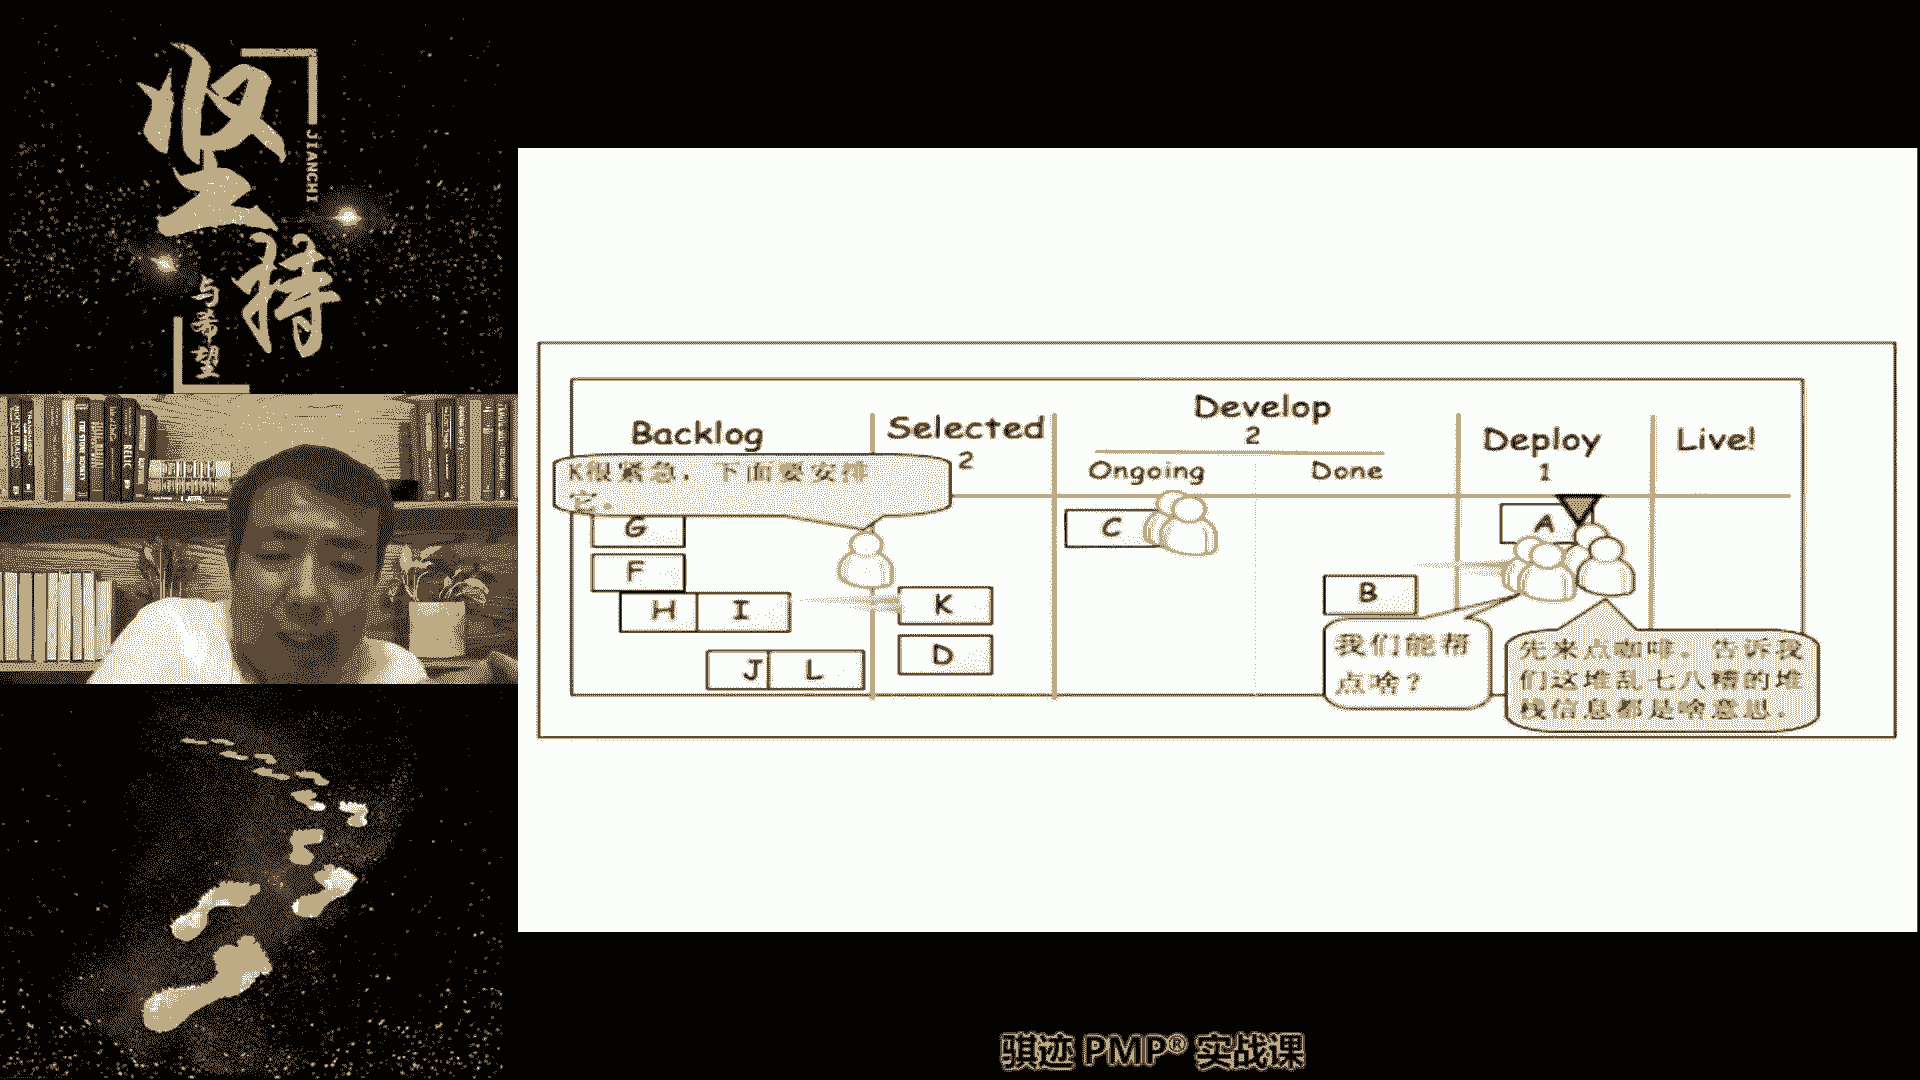 坚持
JIANCHI
与希望
RELIC
Backlog
Selected
2
Develop
2
Ongoing
Done
Deploy
1
Live!
K很紧急，下面要安排
它。
G
F
H I
J L
K
D
C
B
A
我们能帮
点啥？
先来点咖啡。告诉我
们这堆乱七八糟的堆
栈信息都是啥意思。
骐迹 PMP® 实战课